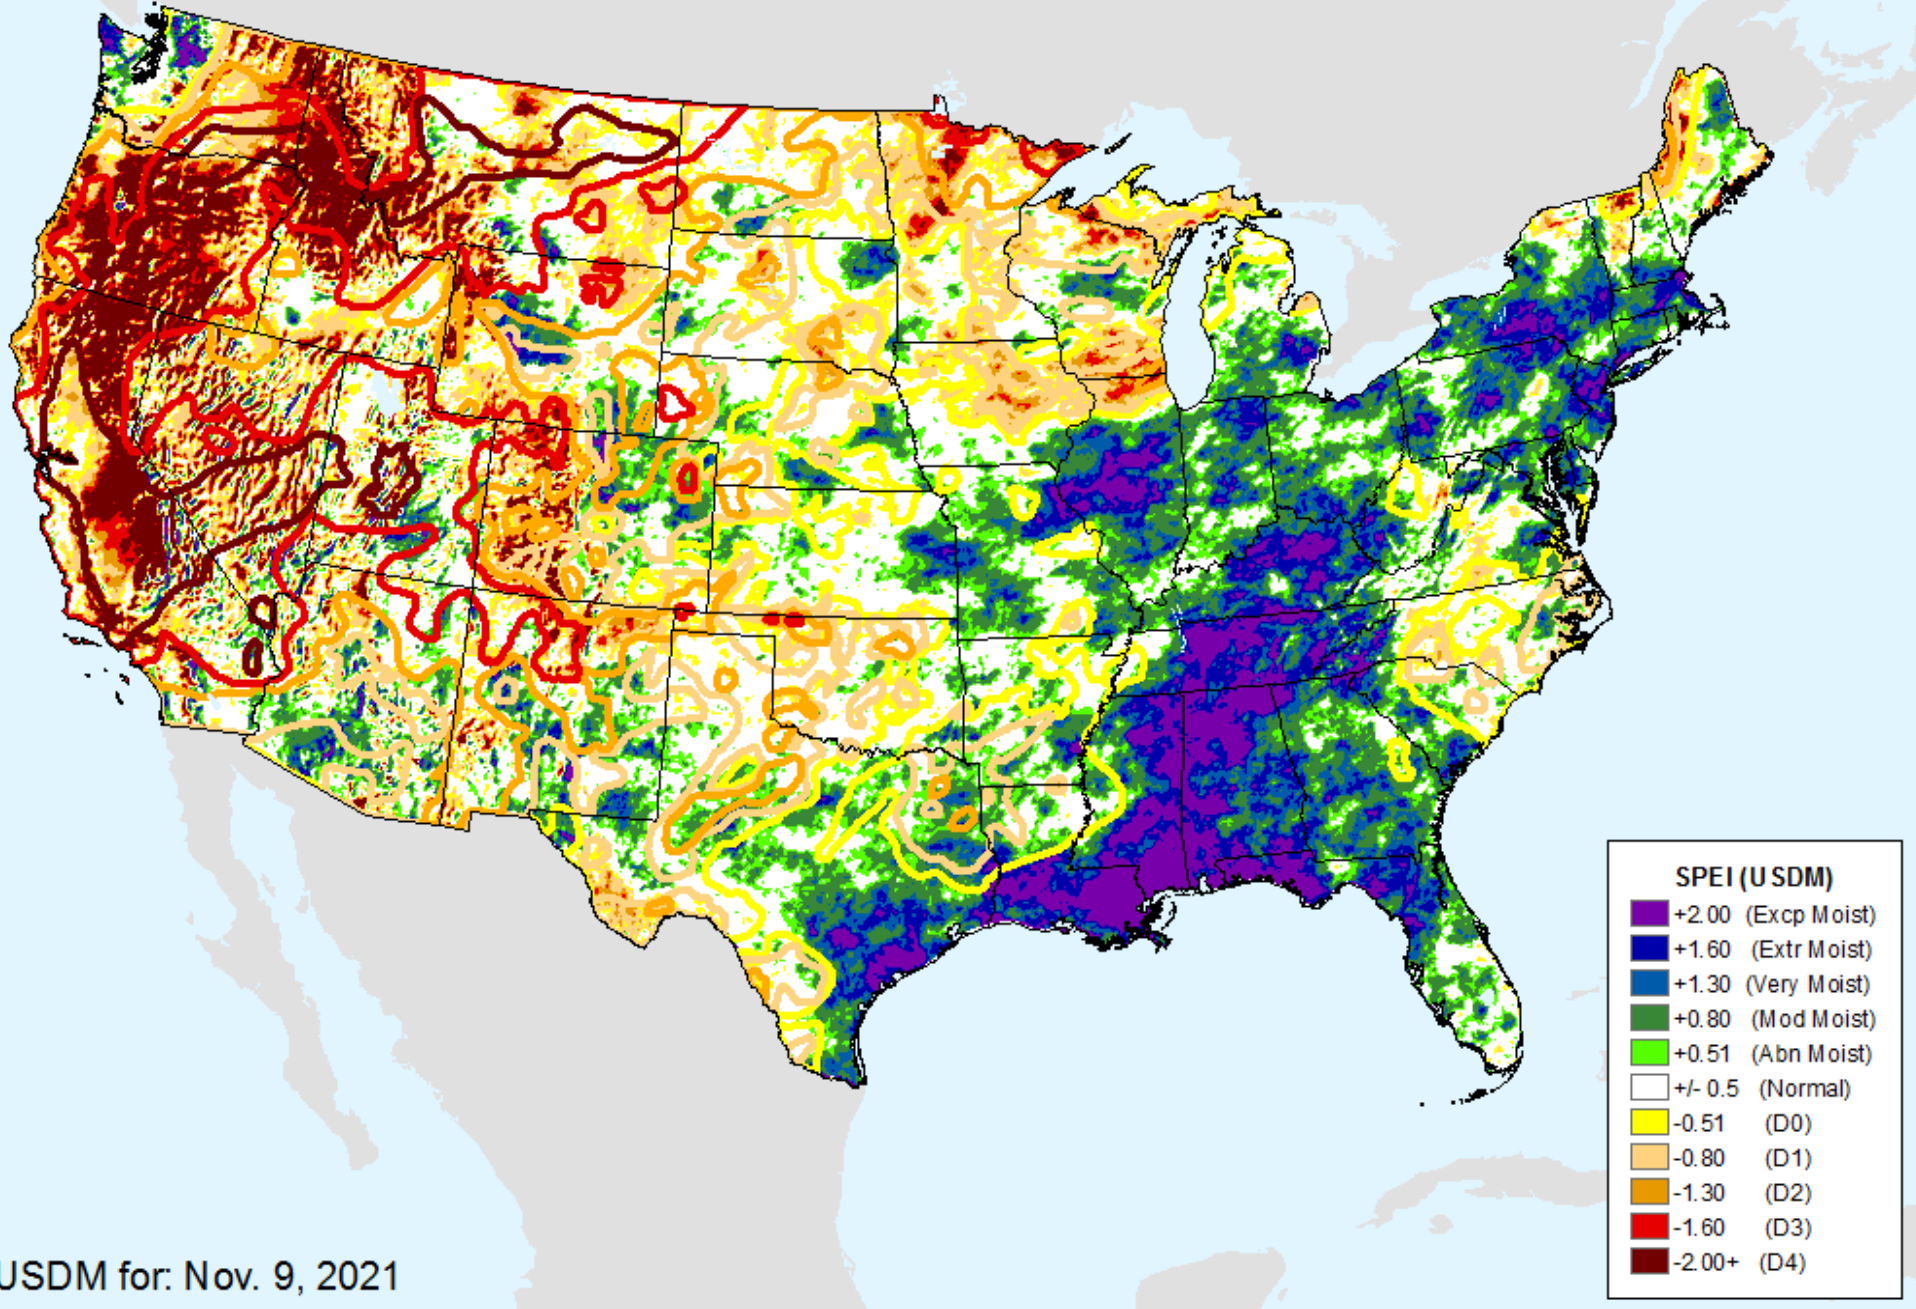 SPEI (USDM)
+2.00 (Excp Moist)
+1.60 (Extr Moist)
+1.30 (Very Moist)
+0.80 (Mod Moist)
+0.51 (Abn Moist)
+/- 0.5 (Normal)
-0.51 (D0)
-0.80 (D1)
-1.30 (D2)
-1.60 (D3)
-2.00+ (D4)
USDM for: Nov. 9, 2021